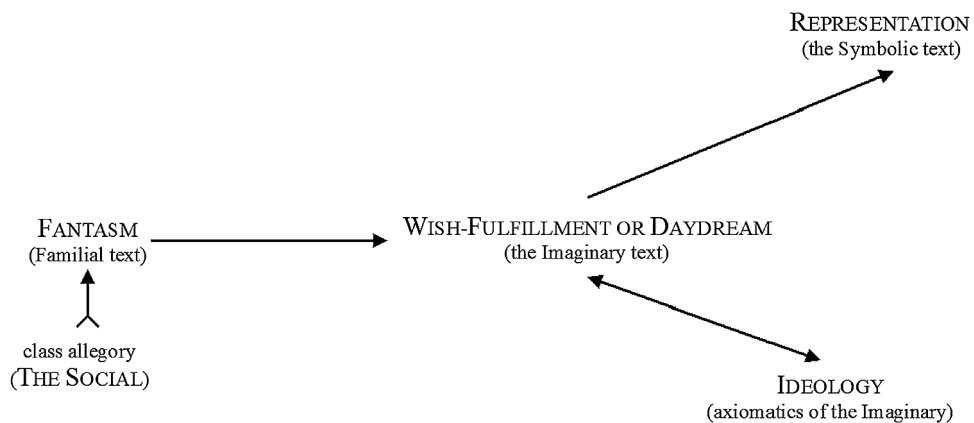 REPRESENTATION
(the Symbolic text)
FANTASM
(Familial text)
WISH-FULFILLMENT OR DAYDREAM
(the Imaginary text)
class allegory
(THE SOCIAL)
IDEOLOGY
(axiomatics of the Imaginary)